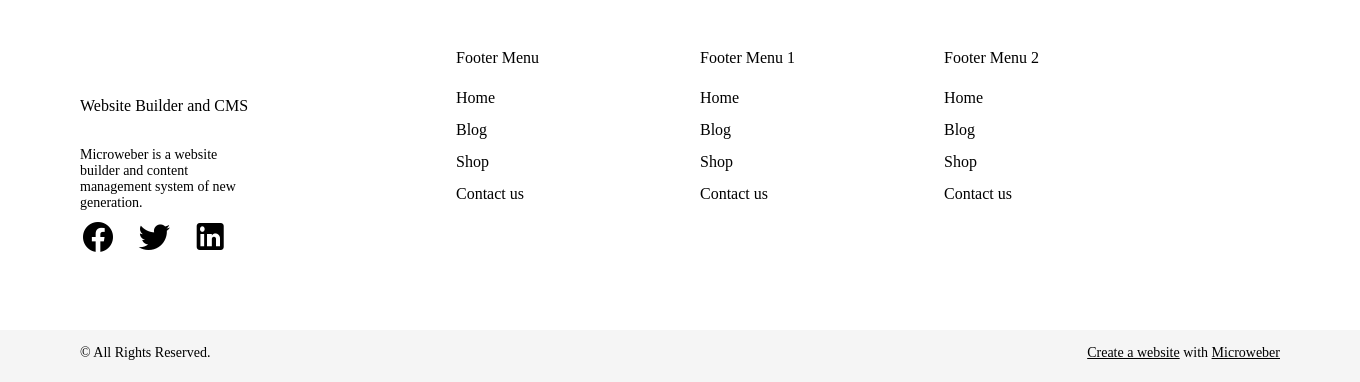 Website Builder and CMS
Microweber is a website
builder and content
management system of new
generation.
Footer Menu
Home
Blog
Shop
Contact us
Footer Menu 1
Home
Blog
Shop
Contact us
Footer Menu 2
Home
Blog
Shop
Contact us
© All Rights Reserved.
Create a website with Microweber